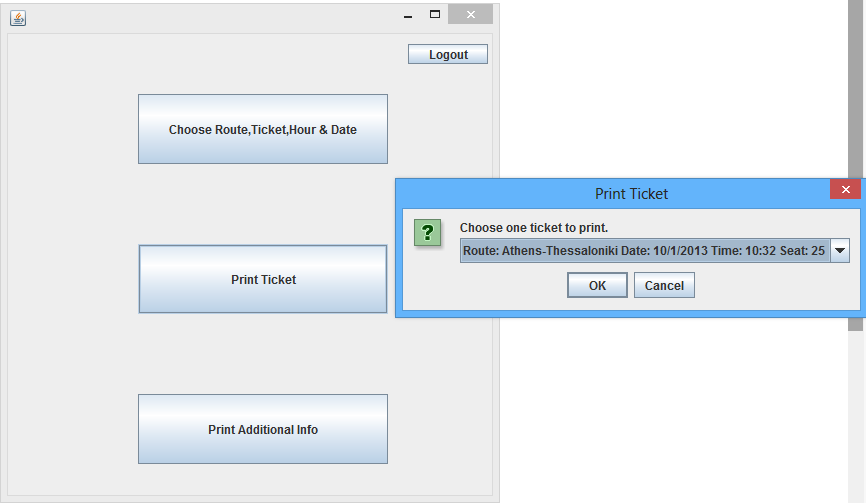 Logout
Choose Route,Ticket,Hour & Date
Print Ticket
Choose one ticket to print.
?
Route: Athens-Thessaloniki Date: 10/1/2013 Time: 10:32 Seat: 25
OK Cancel
Print Ticket
Print Additional Info